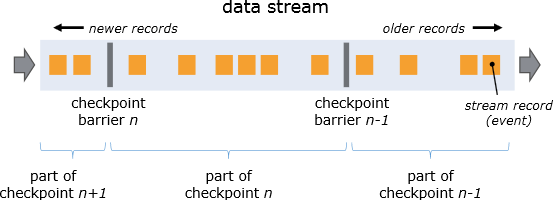 data stream
newer records
older records
checkpoint
barrier n
checkpoint
barrier n-1
stream record
(event)
part of
checkpoint n+1
part of
checkpoint n
part of
checkpoint n-1